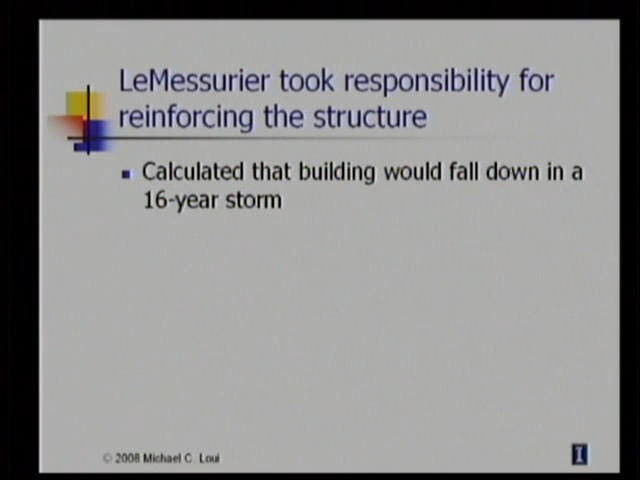 LeMessurier took responsibility for
reinforcing the structure
Calculated that building would fall down in a
16-year storm
© 2008 Michael C. Loui
I